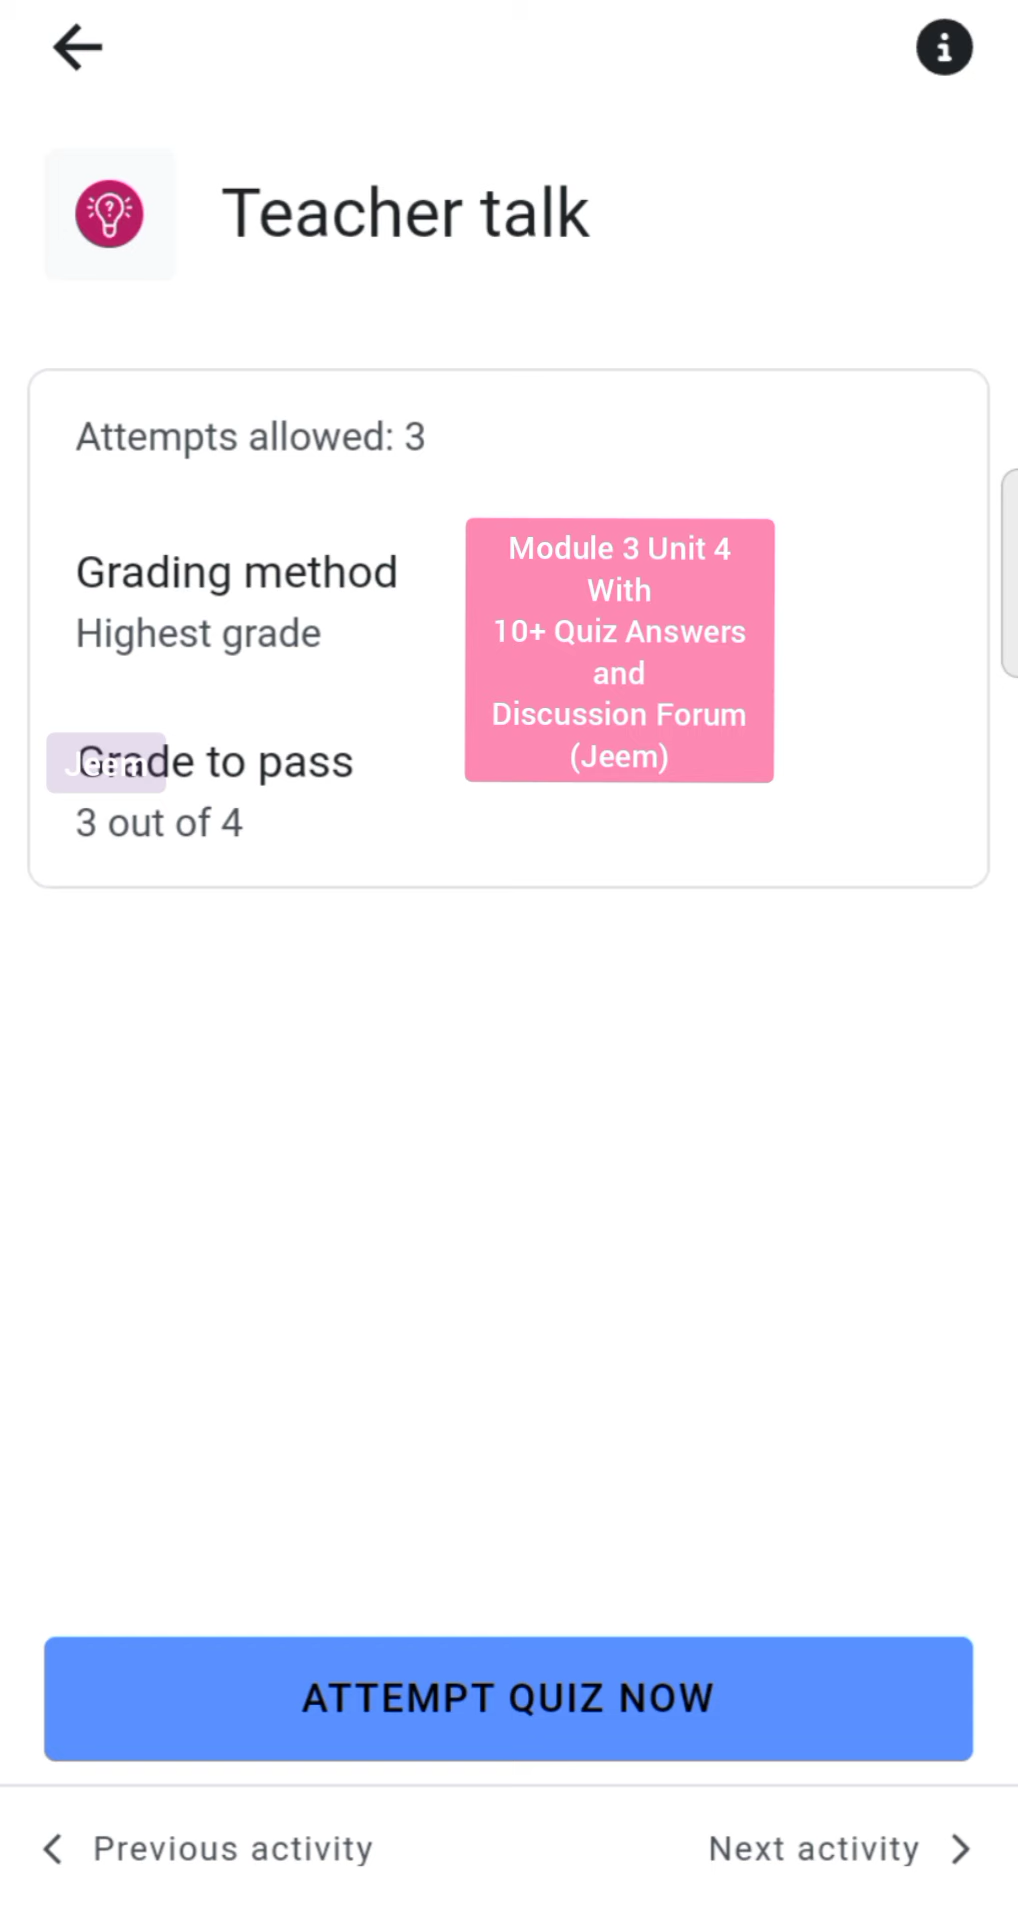 Teacher talk
Attempts allowed: 3
Grading method
Highest grade
Module 3 Unit 4
With
10+ Quiz Answers
and
Discussion Forum
(Jeem)
Jeem
Grade to pass
3 out of 4
ATTEMPT QUIZ NOW
Previous activity
Next activity